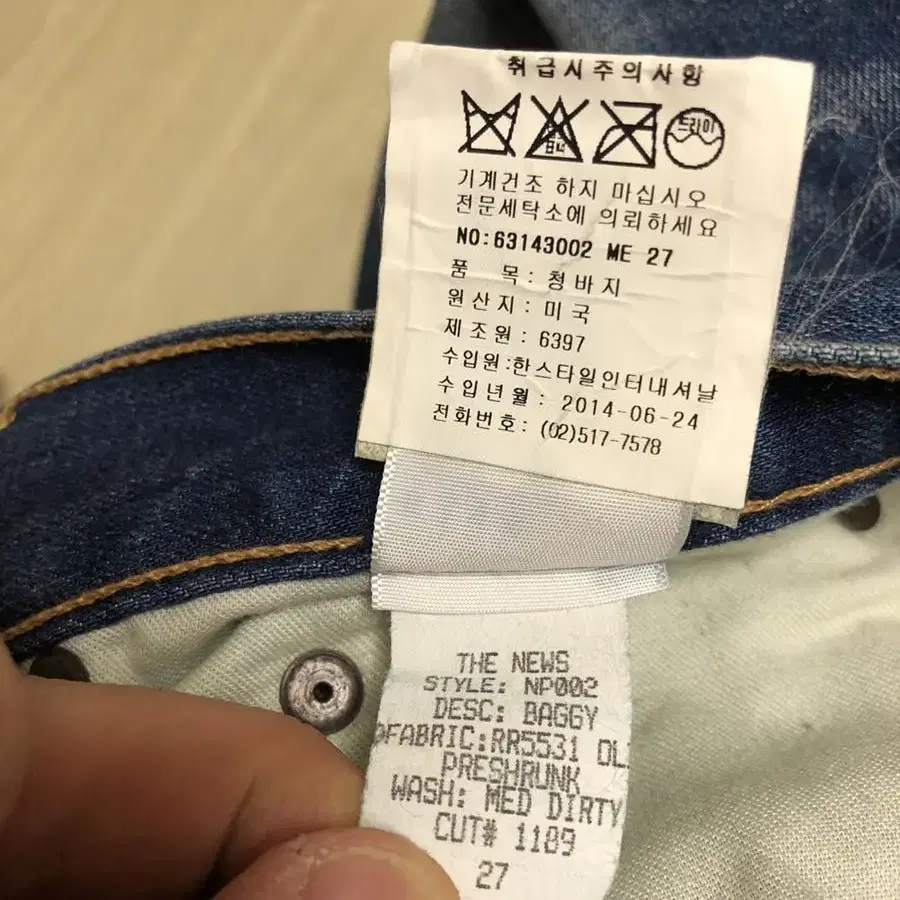 취급시주의사항
드라이
기계건조 하지 마십시오
전문세탁소에 의뢰하세요
NO:63143002 ME 27
품 목: 청바지
원산지: 미국
제조원: 6397
수입원:한스타일인터내셔날
수입년월: 2014-06-24
전화번호: (02)517-7578
THE NEWS
STYLE: NP002
DESC: BAGGY
FABRIC:RR5531 OL
PRESHRUNK
WASH: MED DIRTY
CUT# 1189
27